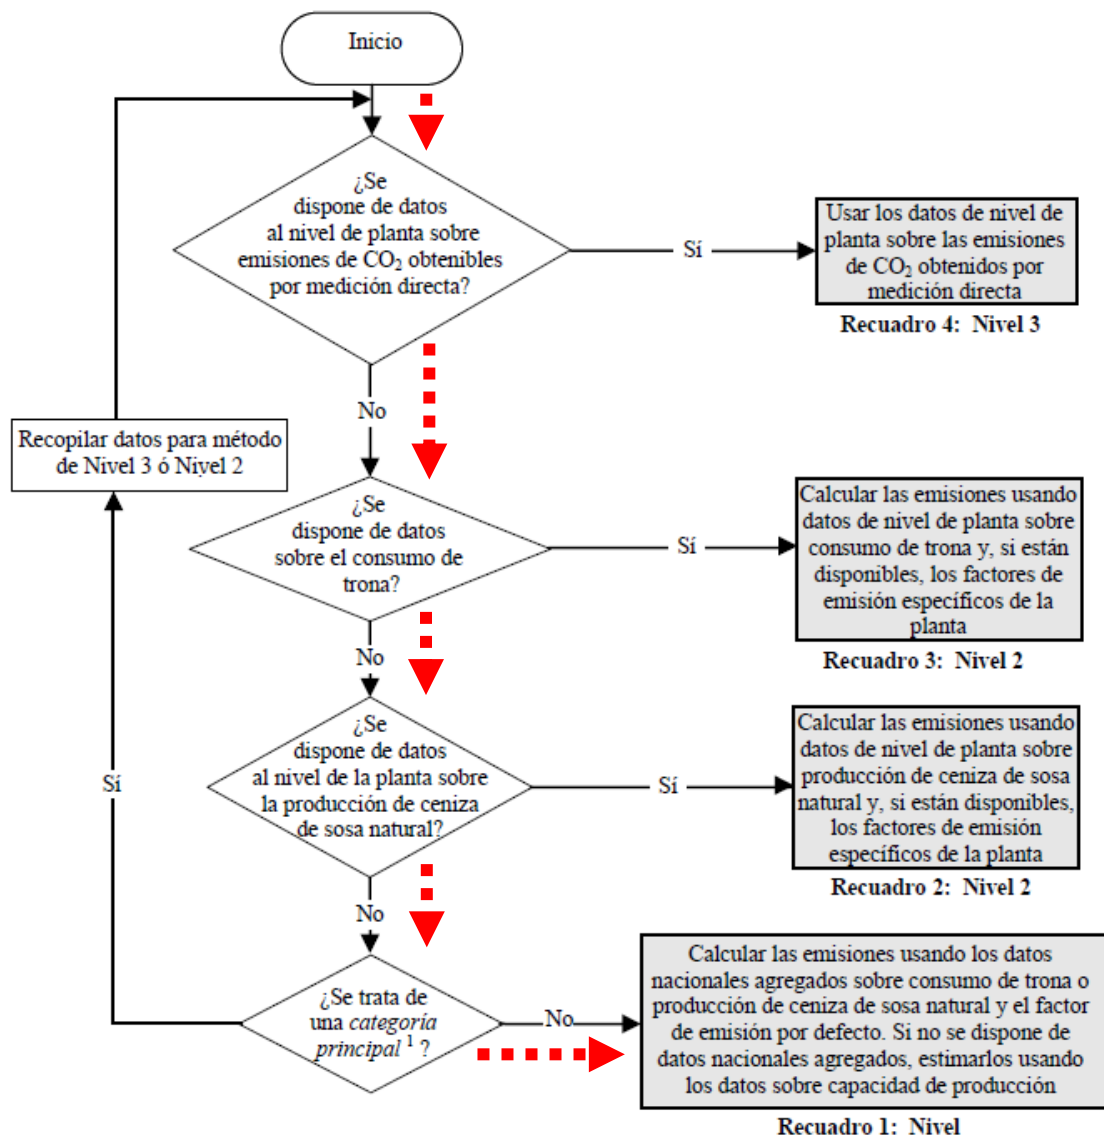 Inicio
¿Se
dispone de datos
al nivel de planta sobre
emisiones de CO₂ obtenibles
por medición directa?
Sí
Usar los datos de nivel de
planta sobre las emisiones
de CO₂ obtenidos por
medición directa
Recuadro 4: Nivel 3
No
Recopilar datos para método
de Nivel 3 ó Nivel 2
¿Se
dispone de datos
sobre el consumo de
trona?
Sí
Calcular las emisiones usando
datos de nivel de planta sobre
consumo de trona y, si están
disponibles, los factores de
emisión específicos de la
planta
Recuadro 3: Nivel 2
No
¿Se
dispone de datos
al nivel de la planta sobre
la producción de ceniza
de sosa natural?
Sí
Calcular las emisiones usando
datos de nivel de planta sobre
producción de ceniza de sosa
natural y, si están disponibles,
los factores de emisión
específicos de la planta
Recuadro 2: Nivel 2
Sí
No
¿Se trata de
una categoría
principal ¹ ?
No
Calcular las emisiones usando los datos
nacionales agregados sobre consumo de trona o
producción de ceniza de sosa natural y el factor
de emisión por defecto. Si no se dispone de
datos nacionales agregados, estimarlos usando
los datos sobre capacidad de producción
Recuadro 1: Nivel